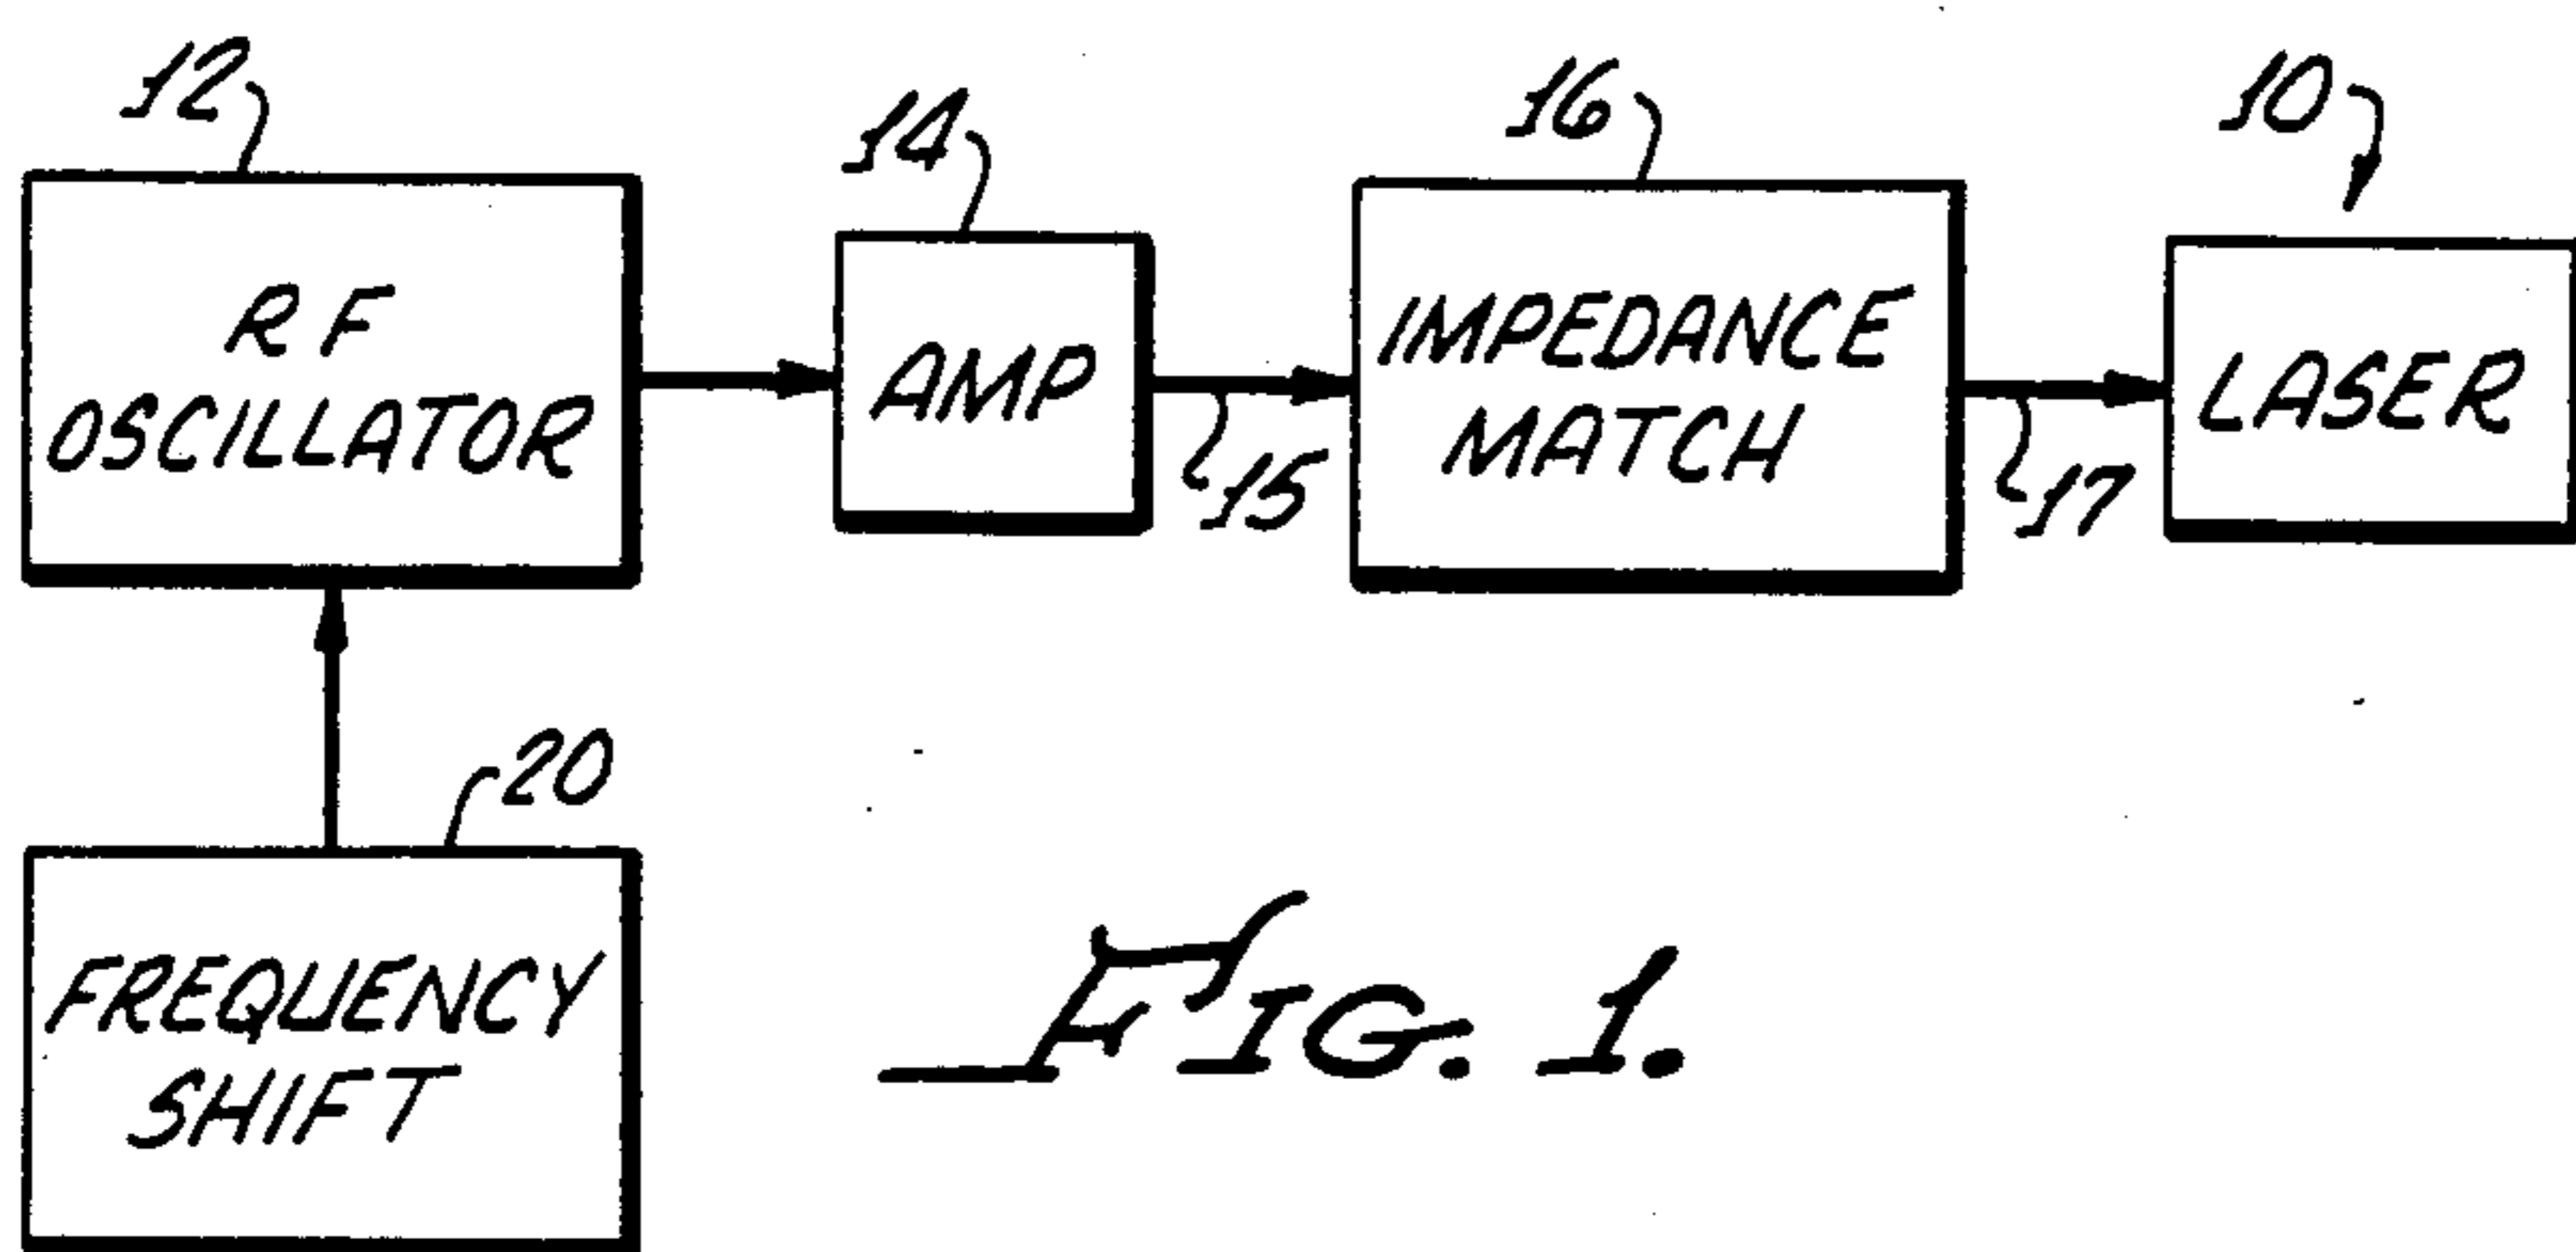 12
14
16
10
RF
OSCILLATOR
AMP
IMPEDANCE
MATCH
LASER
15
17
20
FREQUENCY
SHIFT
FIG. 1.